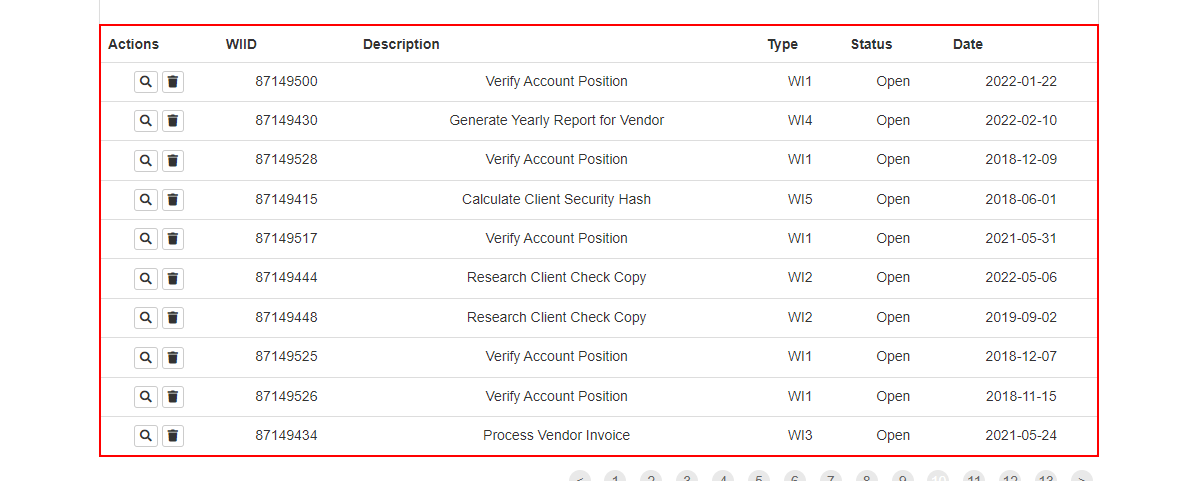 Actions WIID Description Type Status Date
87149500 Verify Account Position WI1 Open 2022-01-22
87149430 Generate Yearly Report for Vendor WI4 Open 2022-02-10
87149528 Verify Account Position WI1 Open 2018-12-09
87149415 Calculate Client Security Hash WI5 Open 2018-06-01
87149517 Verify Account Position WI1 Open 2021-05-31
87149444 Research Client Check Copy WI2 Open 2022-05-06
87149448 Research Client Check Copy WI2 Open 2019-09-02
87149525 Verify Account Position WI1 Open 2018-12-07
87149526 Verify Account Position WI1 Open 2018-11-15
87149434 Process Vendor Invoice WI3 Open 2021-05-24
< 1 2 3 4 5 6 7 8 9 10 11 12 13 >